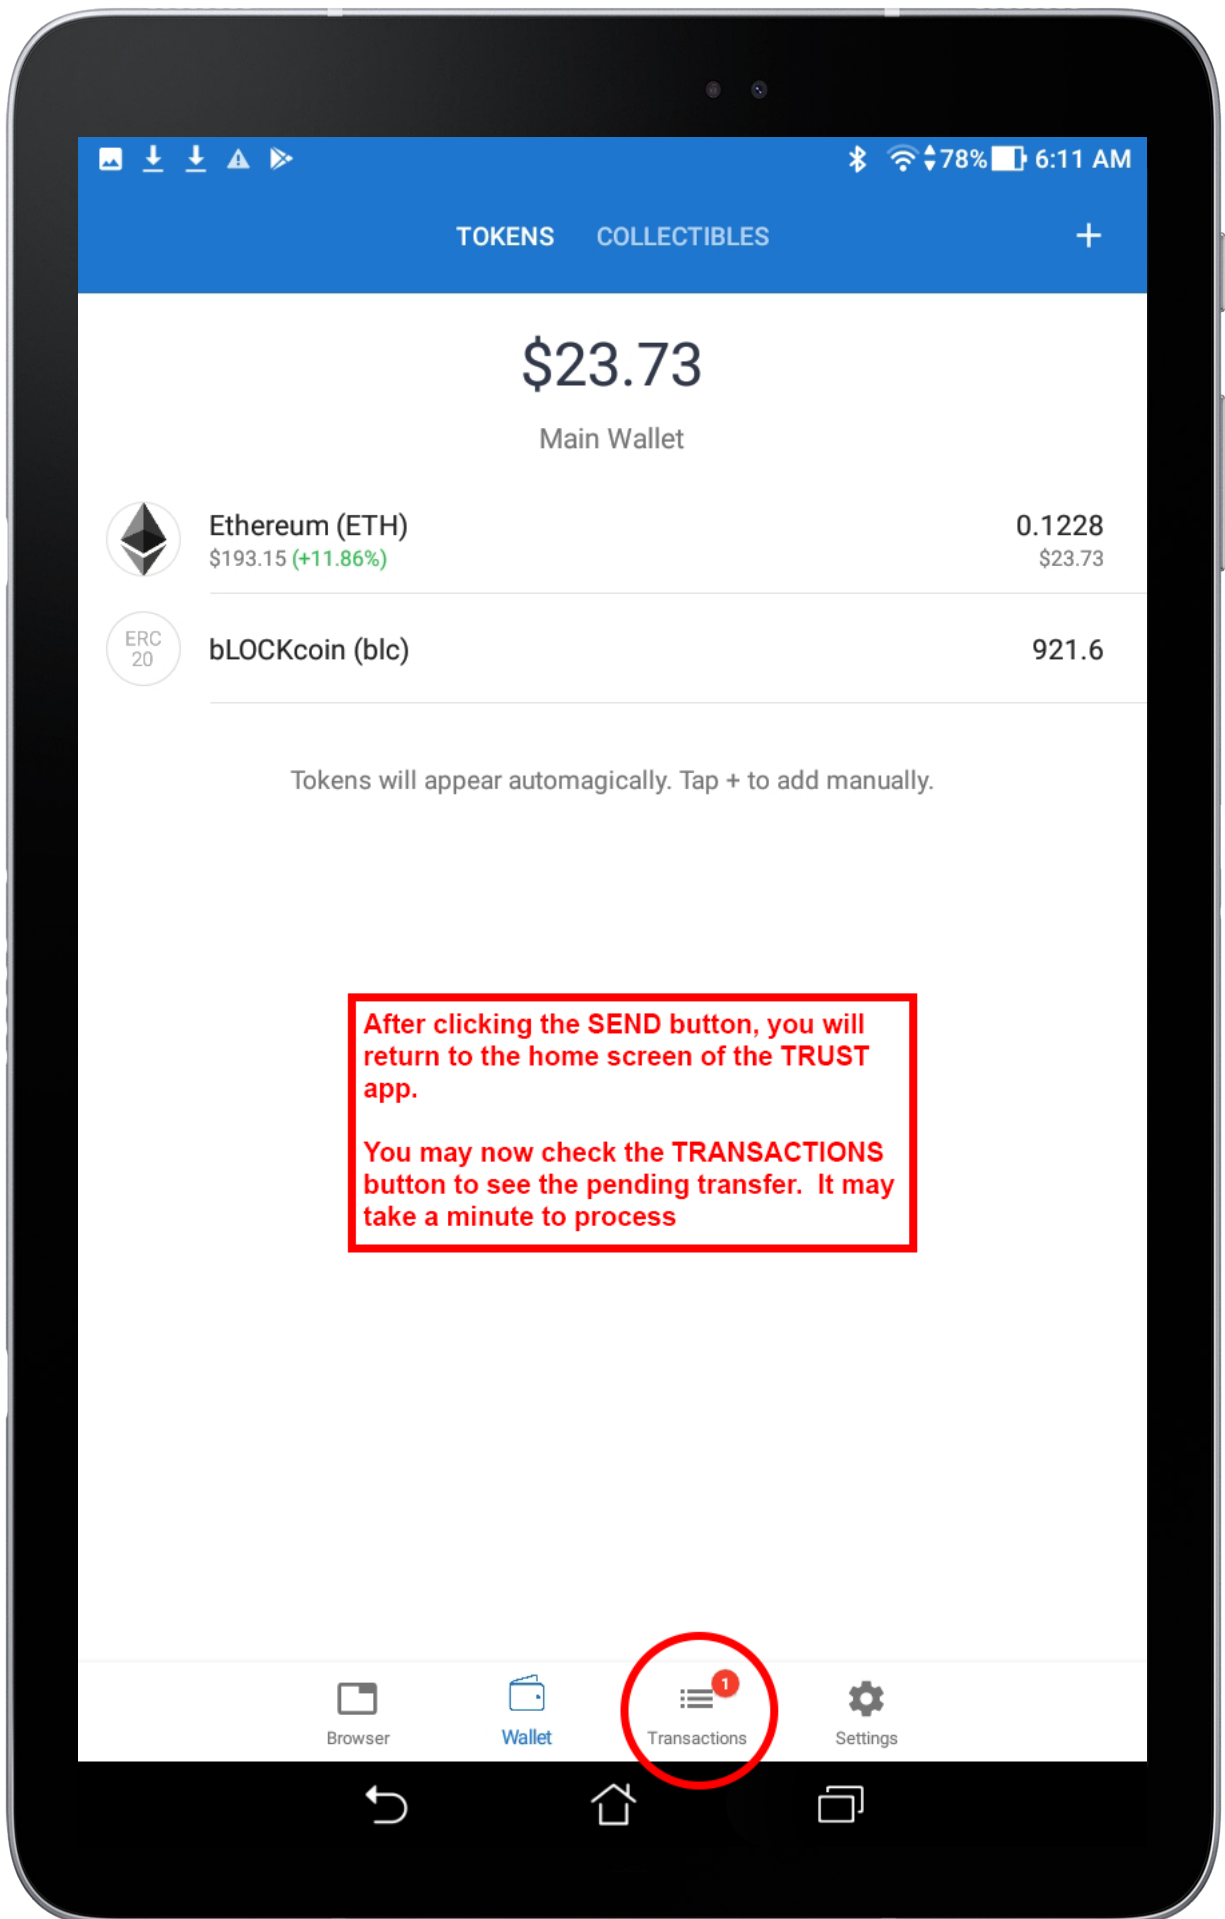 78% 6:11 AM
TOKENS COLLECTIBLES +
$23.73
Main Wallet
Ethereum (ETH) 0.1228
$193.15 (+11.86%) $23.73
ERC
20
bLOCKcoin (blc) 921.6
Tokens will appear automagically. Tap + to add manually.
After clicking the SEND button, you will
return to the home screen of the TRUST
app.
You may now check the TRANSACTIONS
button to see the pending transfer.  It may
take a minute to process
1
Browser Wallet Transactions Settings